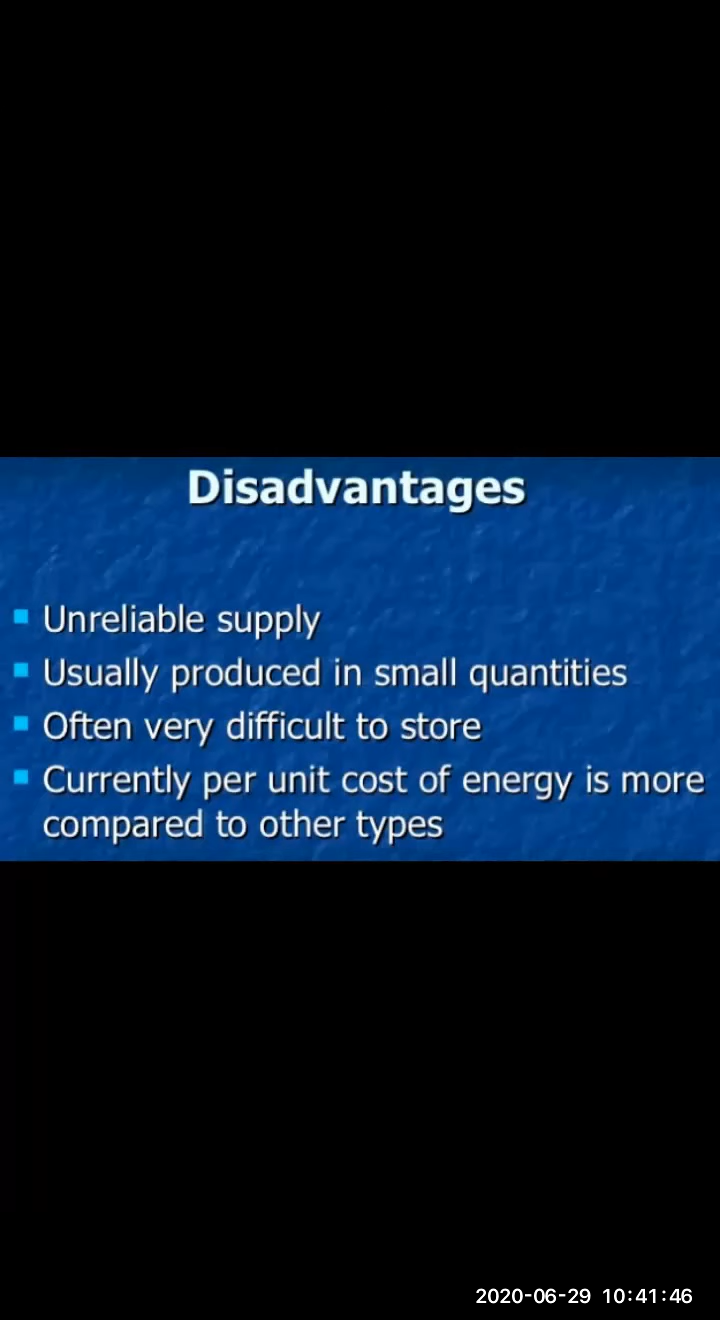 Disadvantages
Unreliable supply
Usually produced in small quantities
Often very difficult to store
Currently per unit cost of energy is more
compared to other types
2020-06-29 10:41:46